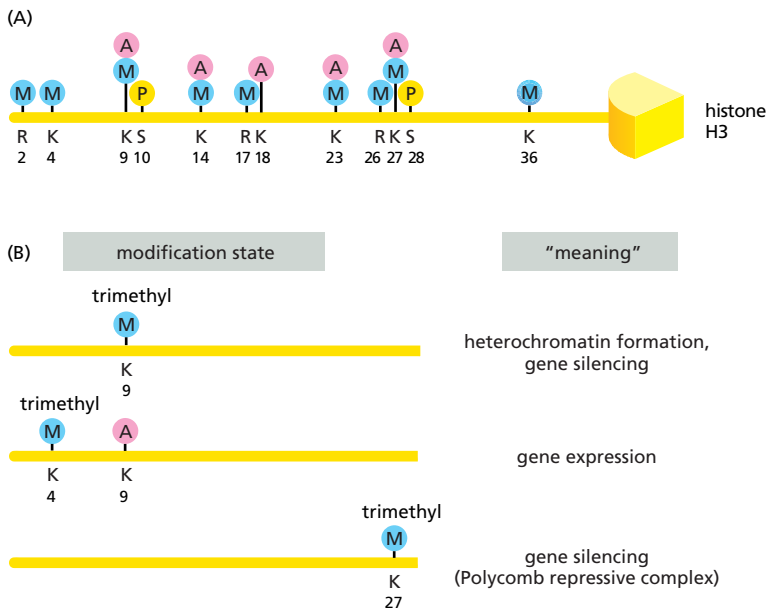 (A)
A A
A A A A
M P M M M M M M P M
M M
R K K S K R K K R K S K
2 4 9 10 14 17 18 23 26 27 28 36
histone
H3
(B)
modification state
“meaning”
trimethyl
M
K
9
heterochromatin formation,
gene silencing
trimethyl
M A
K K
4 9
gene expression
trimethyl
M
K
27
gene silencing
(Polycomb repressive complex)